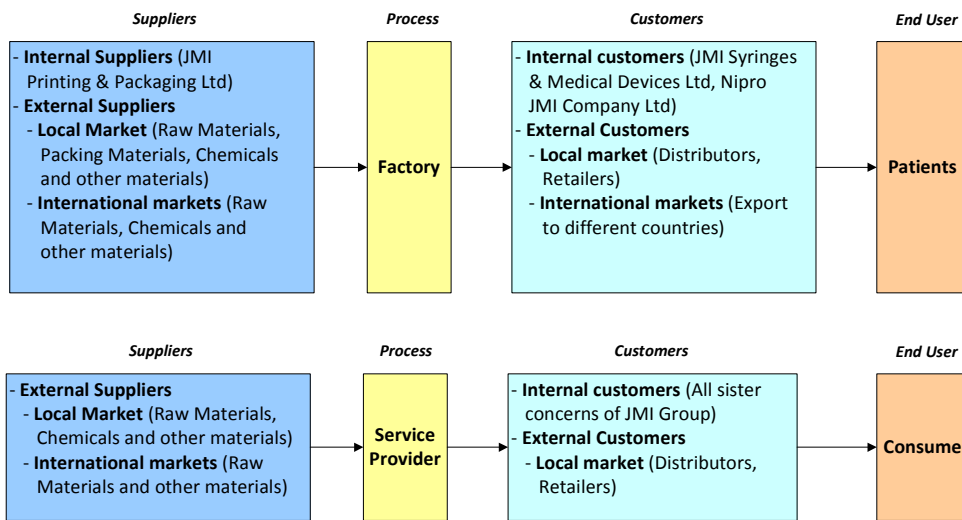 Suppliers
Process
Customers
End User
- Internal Suppliers (JMI
Printing & Packaging Ltd)
- External Suppliers
- Local Market (Raw Materials,
Packing Materials, Chemicals
and other materials)
- International markets (Raw
Materials, Chemicals and
other materials)
Factory
- Internal customers (JMI Syringes
& Medical Devices Ltd, Nipro
JMI Company Ltd)
- External Customers
- Local market (Distributors,
Retailers)
- International markets (Export
to different countries)
Patients
Suppliers
Process
Customers
End User
- External Suppliers
- Local Market (Raw Materials,
Chemicals and other materials)
- International markets (Raw
Materials and other materials)
Service
Provider
- Internal customers (All sister
concerns of JMI Group)
- External Customers
- Local market (Distributors,
Retailers)
Consume